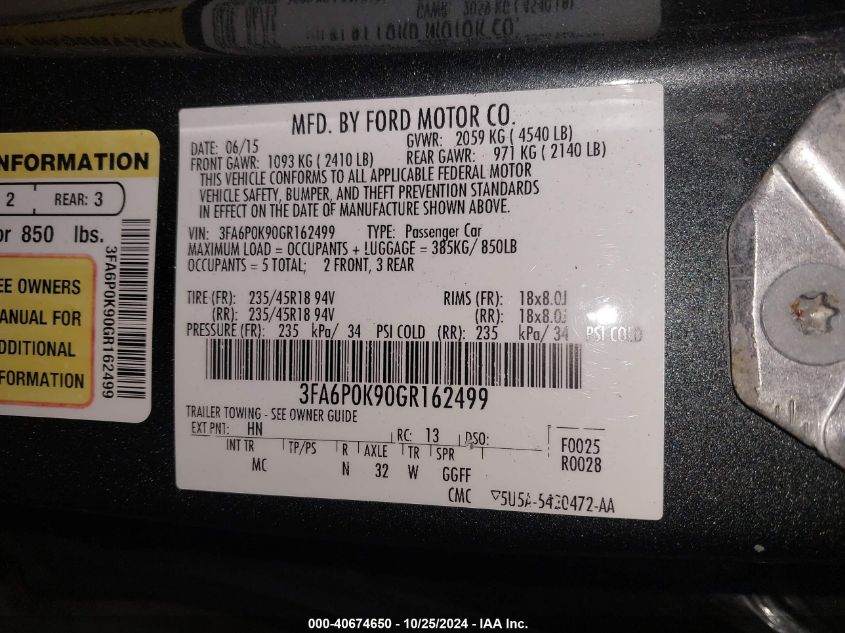 MFD. BY FORD MOTOR CO.
DATE: 06/15 GVWR: 2059 KG ( 4540 LB)
FRONT GAWR: 1093 KG ( 2410 LB) REAR GAWR: 971 KG ( 2140 LB)
THIS VEHICLE CONFORMS TO ALL APPLICABLE FEDERAL MOTOR
VEHICLE SAFETY, BUMPER, AND THEFT PREVENTION STANDARDS
IN EFFECT ON THE DATE OF MANUFACTURE SHOWN ABOVE.
VIN: 3FA6P0K90GR162499 TYPE: Passenger Car
MAXIMUM LOAD = OCCUPANTS + LUGGAGE = 385KG/ 850LB
OCCUPANTS = 5 TOTAL; 2 FRONT, 3 REAR
TIRE (FR): 235/45R18 94V RIMS (FR): 18x8.0J
(RR): 235/45R18 94V (RR): 18x8.0J
PRESSURE (FR): 235 kPa/ 34 PSI COLD (RR): 235 kPa/ 34 PSI COLD
3FA6P0K90GR162499
TRAILER TOWING - SEE OWNER GUIDE
EXT PNT: HN RC: 13 DSO: F0025
INT TR TP/PS R AXLE TR SPR R0028
MC N 32 W GGFF
CMC 5U5A-5420472-AA
INFORMATION
2 REAR: 3
or 850 lbs.
EE OWNERS
ANUAL FOR
DDITIONAL
FORMATION
3FA6P0K90GR162499
000-40674650 - 10/25/2024 - IAA Inc.